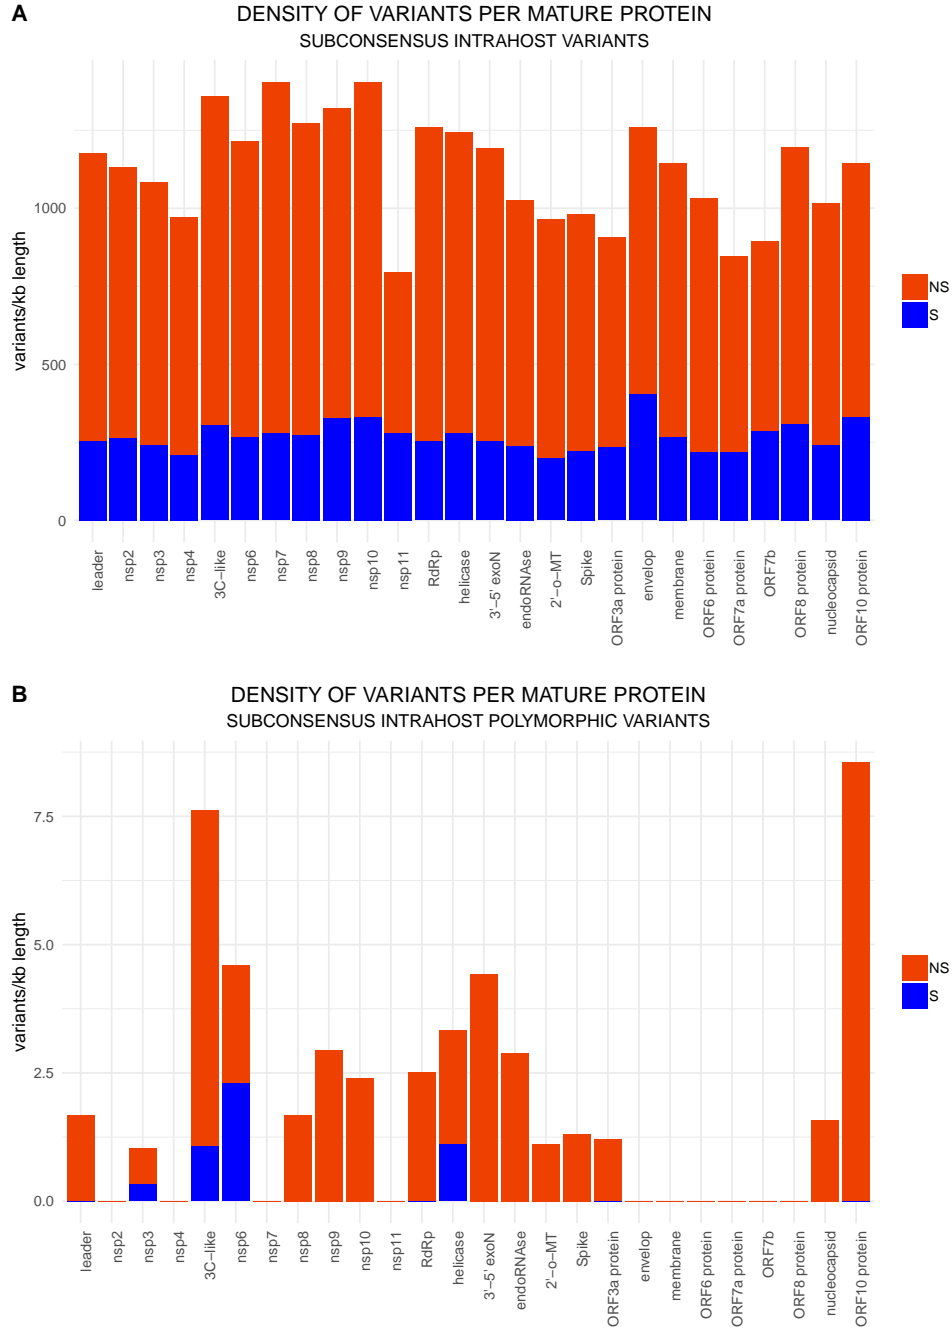 A
DENSITY OF VARIANTS PER MATURE PROTEIN
SUBCONSENSUS INTRAHOST VARIANTS
variants/kb length
1000
500
0
leader
nsp2
nsp3
nsp4
3C−like
nsp6
nsp7
nsp8
nsp9
nsp10
nsp11
RdRp
helicase
3'−5' exoN
endoRNAse
2'−o−MT
Spike
ORF3a protein
envelop
membrane
ORF6 protein
ORF7a protein
ORF7b
ORF8 protein
nucleocapsid
ORF10 protein
NS
S
B
DENSITY OF VARIANTS PER MATURE PROTEIN
SUBCONSENSUS INTRAHOST POLYMORPHIC VARIANTS
variants/kb length
7.5
5.0
2.5
0.0
leader
nsp2
nsp3
nsp4
3C−like
nsp6
nsp7
nsp8
nsp9
nsp10
nsp11
RdRp
helicase
3'−5' exoN
endoRNAse
2'−o−MT
Spike
ORF3a protein
envelop
membrane
ORF6 protein
ORF7a protein
ORF7b
ORF8 protein
nucleocapsid
ORF10 protein
NS
S